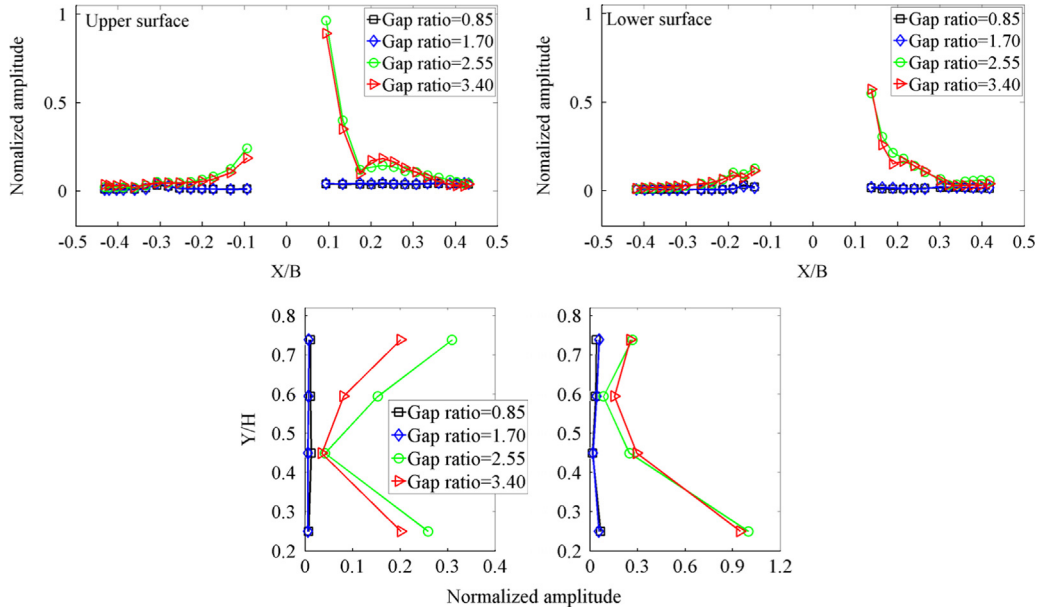 Upper surface
Gap ratio=0.85
Gap ratio=1.70
Gap ratio=2.55
Gap ratio=3.40
Normalized amplitude
1
0.5
0
-0.5 -0.4 -0.3 -0.2 -0.1 0 0.1 0.2 0.3 0.4 0.5
X/B
Lower surface
Gap ratio=0.85
Gap ratio=1.70
Gap ratio=2.55
Gap ratio=3.40
Normalized amplitude
1
0.5
0
-0.5 -0.4 -0.3 -0.2 -0.1 0 0.1 0.2 0.3 0.4 0.5
X/B
Y/H
0.8
0.7
0.6
0.5
0.4
0.3
0.2
0 0.1 0.2 0.3 0.4
Gap ratio=0.85
Gap ratio=1.70
Gap ratio=2.55
Gap ratio=3.40
0.8
0.7
0.6
0.5
0.4
0.3
0.2
0 0.3 0.6 0.9 1.2
Normalized amplitude